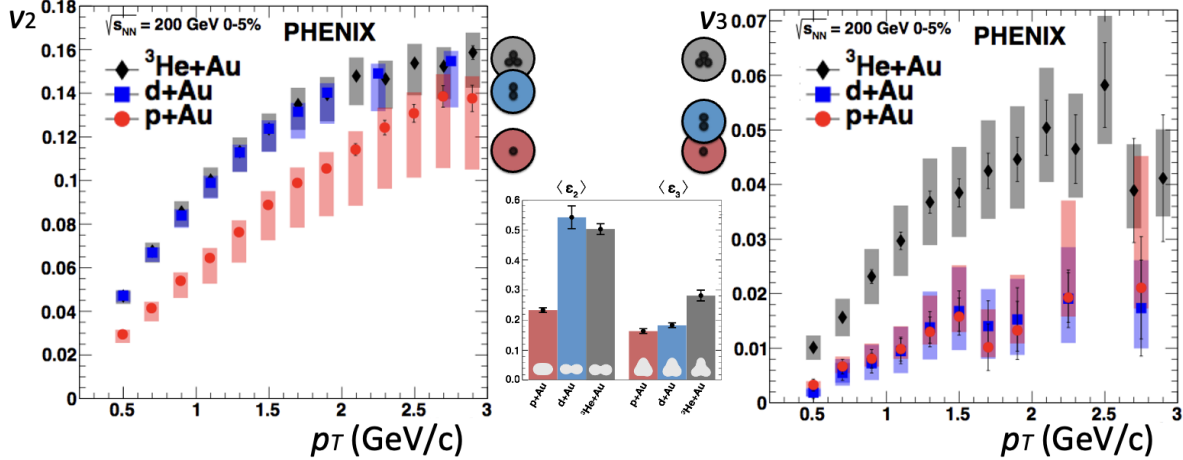 v2
√sNN = 200 GeV 0-5%
PHENIX
³He+Au
d+Au
p+Au
0.18
0.16
0.14
0.12
0.1
0.08
0.06
0.04
0.02
0
0.5 1 1.5 2 2.5 3
pT (GeV/c)
⟨ε2⟩ ⟨ε3⟩
0.6
0.5
0.4
0.3
0.2
0.1
0.0
p+Au d+Au ³He+Au p+Au d+Au ³He+Au
v3
√sNN = 200 GeV 0-5%
PHENIX
³He+Au
d+Au
p+Au
0.07
0.06
0.05
0.04
0.03
0.02
0.01
0
0.5 1 1.5 2 2.5 3
pT (GeV/c)